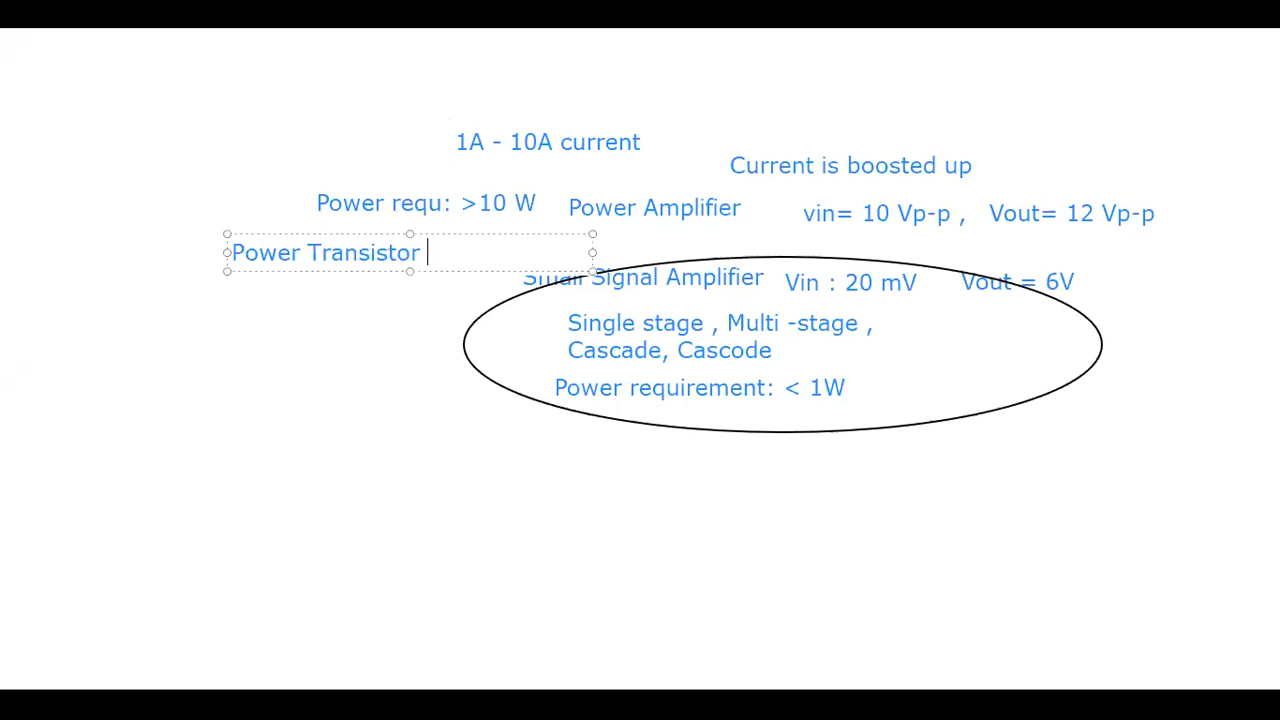 1A - 10A current
Current is boosted up
Power requ: >10 W
Power Amplifier
vin= 10 Vp-p , Vout= 12 Vp-p
Power Transistor
Small Signal Amplifier
Vin : 20 mV
Vout = 6V
Single stage , Multi -stage ,
Cascade, Cascode
Power requirement: < 1W